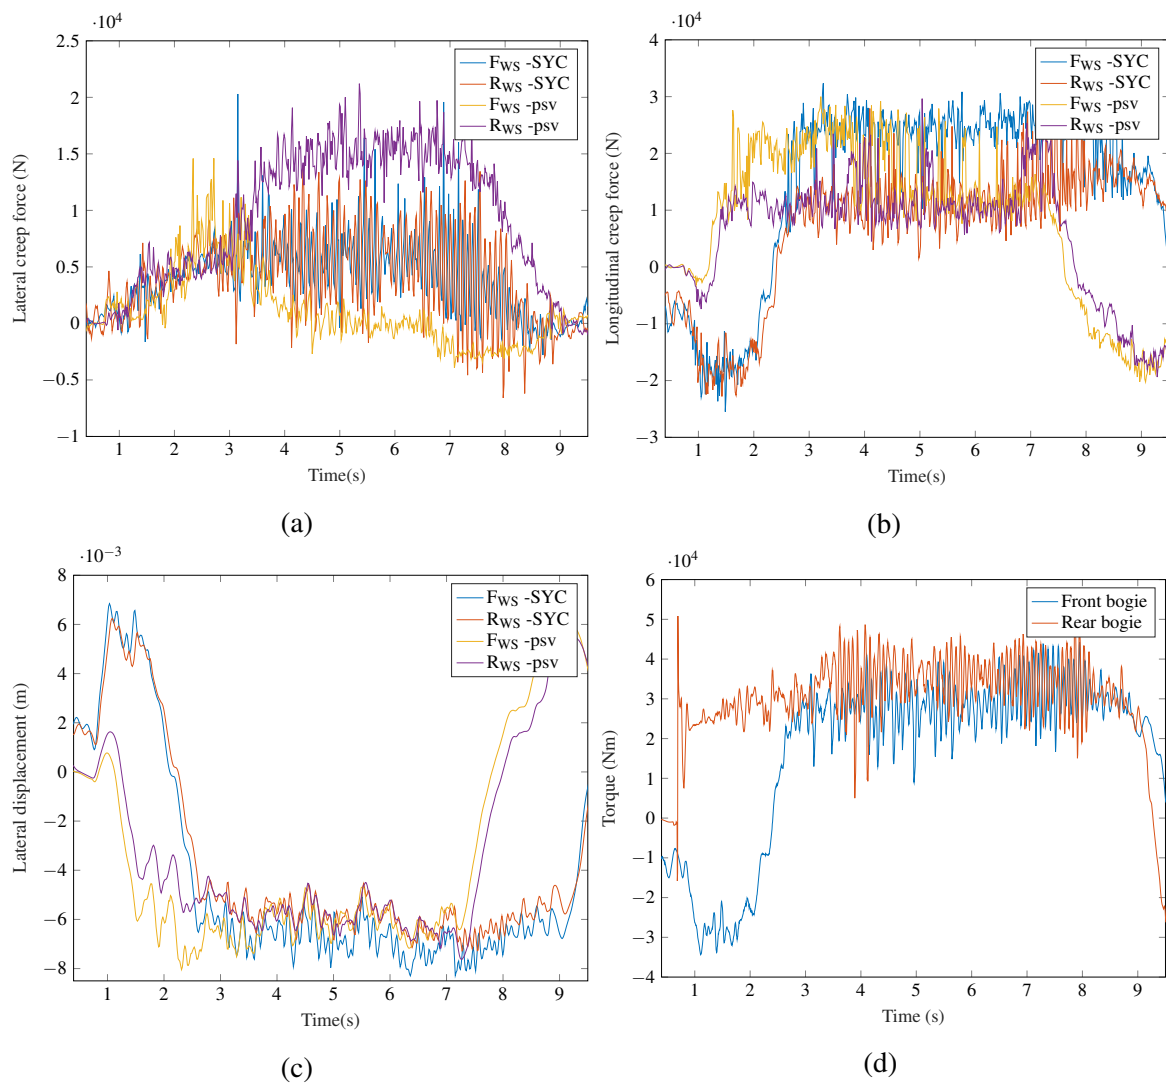 ·10⁴
2.5
2
1.5
1
0.5
0
−0.5
−1
1 2 3 4 5 6 7 8 9
Lateral creep force (N)
Time(s)
F_WS -SYC
R_WS -SYC
F_WS -psv
R_WS -psv
(a)
·10⁴
4
3
2
1
0
−1
−2
−3
1 2 3 4 5 6 7 8 9
Longitudinal creep force (N)
Time(s)
F_WS -SYC
R_WS -SYC
F_WS -psv
R_WS -psv
(b)
·10⁻³
8
6
4
2
0
−2
−4
−6
−8
1 2 3 4 5 6 7 8 9
Lateral displacement (m)
Time(s)
F_WS -SYC
R_WS -SYC
F_WS -psv
R_WS -psv
(c)
·10⁴
6
5
4
3
2
1
0
−1
−2
−3
−4
1 2 3 4 5 6 7 8 9
Torque (Nm)
Time (s)
Front bogie
Rear bogie
(d)